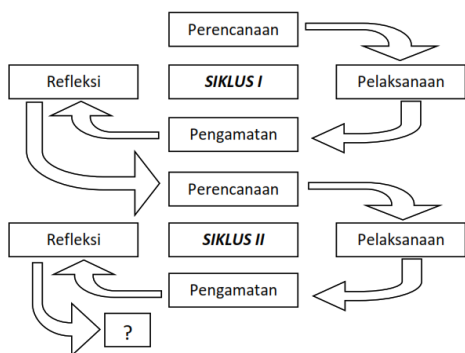 Perencanaan
Refleksi
SIKLUS I
Pelaksanaan
Pengamatan
Perencanaan
Refleksi
SIKLUS II
Pelaksanaan
Pengamatan
?